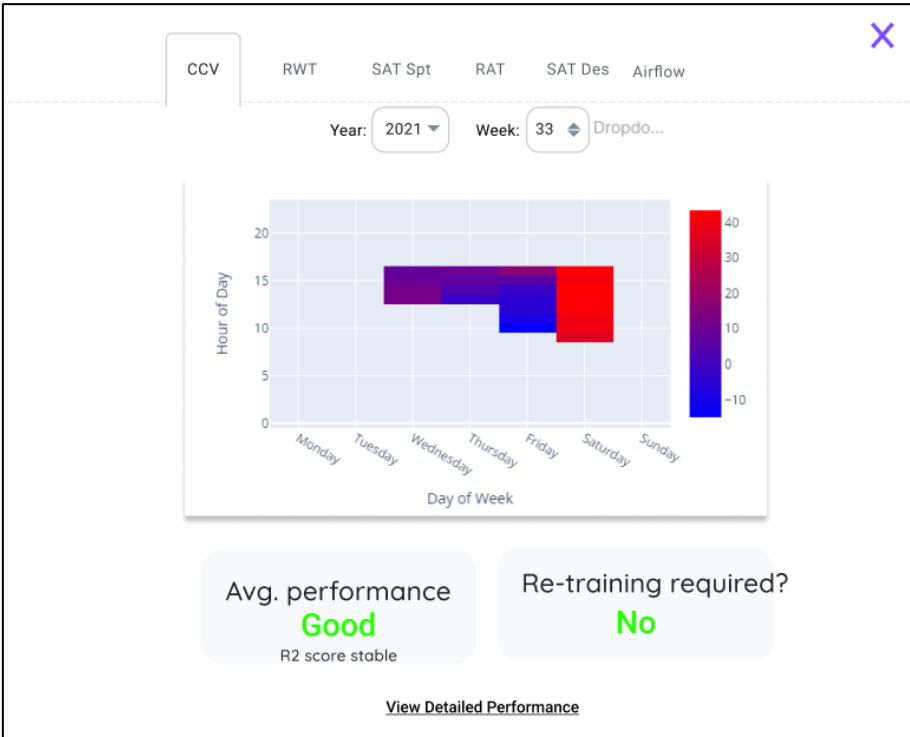 X
CCV RWT SAT Spt RAT SAT Des Airflow
Year: 2021 Week: 33 Dropdo...
40
20
30
15
20
Hour of Day
10
10
0
5
−10
0
Monday Tuesday Wednesday Thursday Friday Saturday Sunday
Day of Week
Avg. performance
Good
R2 score stable
Re-training required?
No
View Detailed Performance